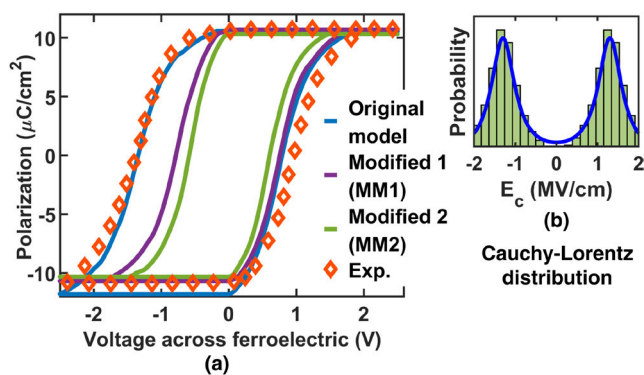 Polarization (μC/cm²)
10
5
0
-5
-10
-2
-1
0
1
2
Voltage across ferroelectric (V)
(a)
Original
model
Modified 1
(MM1)
Modified 2
(MM2)
Exp.
Probability
-2
-1
0
1
2
E_c (MV/cm)
(b)
Cauchy-Lorentz
distribution